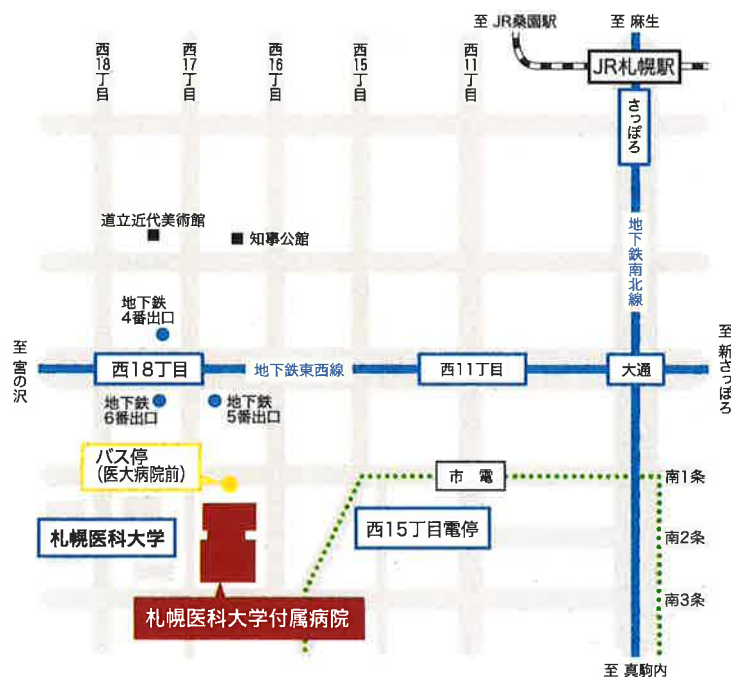 至 JR桑園駅
至 麻生
JR札幌駅
西18丁目
西17丁目
西16丁目
西15丁目
西11丁目
さっぽろ
道立近代美術館
知事公館
地下鉄南北線
地下鉄
4番出口
至 宮の沢
西18丁目
地下鉄東西線
西11丁目
大通
至 新さっぽろ
地下鉄
6番出口
地下鉄
5番出口
バス停
(医大病院前)
市 電
南1条
札幌医科大学
西15丁目電停
南2条
南3条
札幌医科大学付属病院
至 真駒内